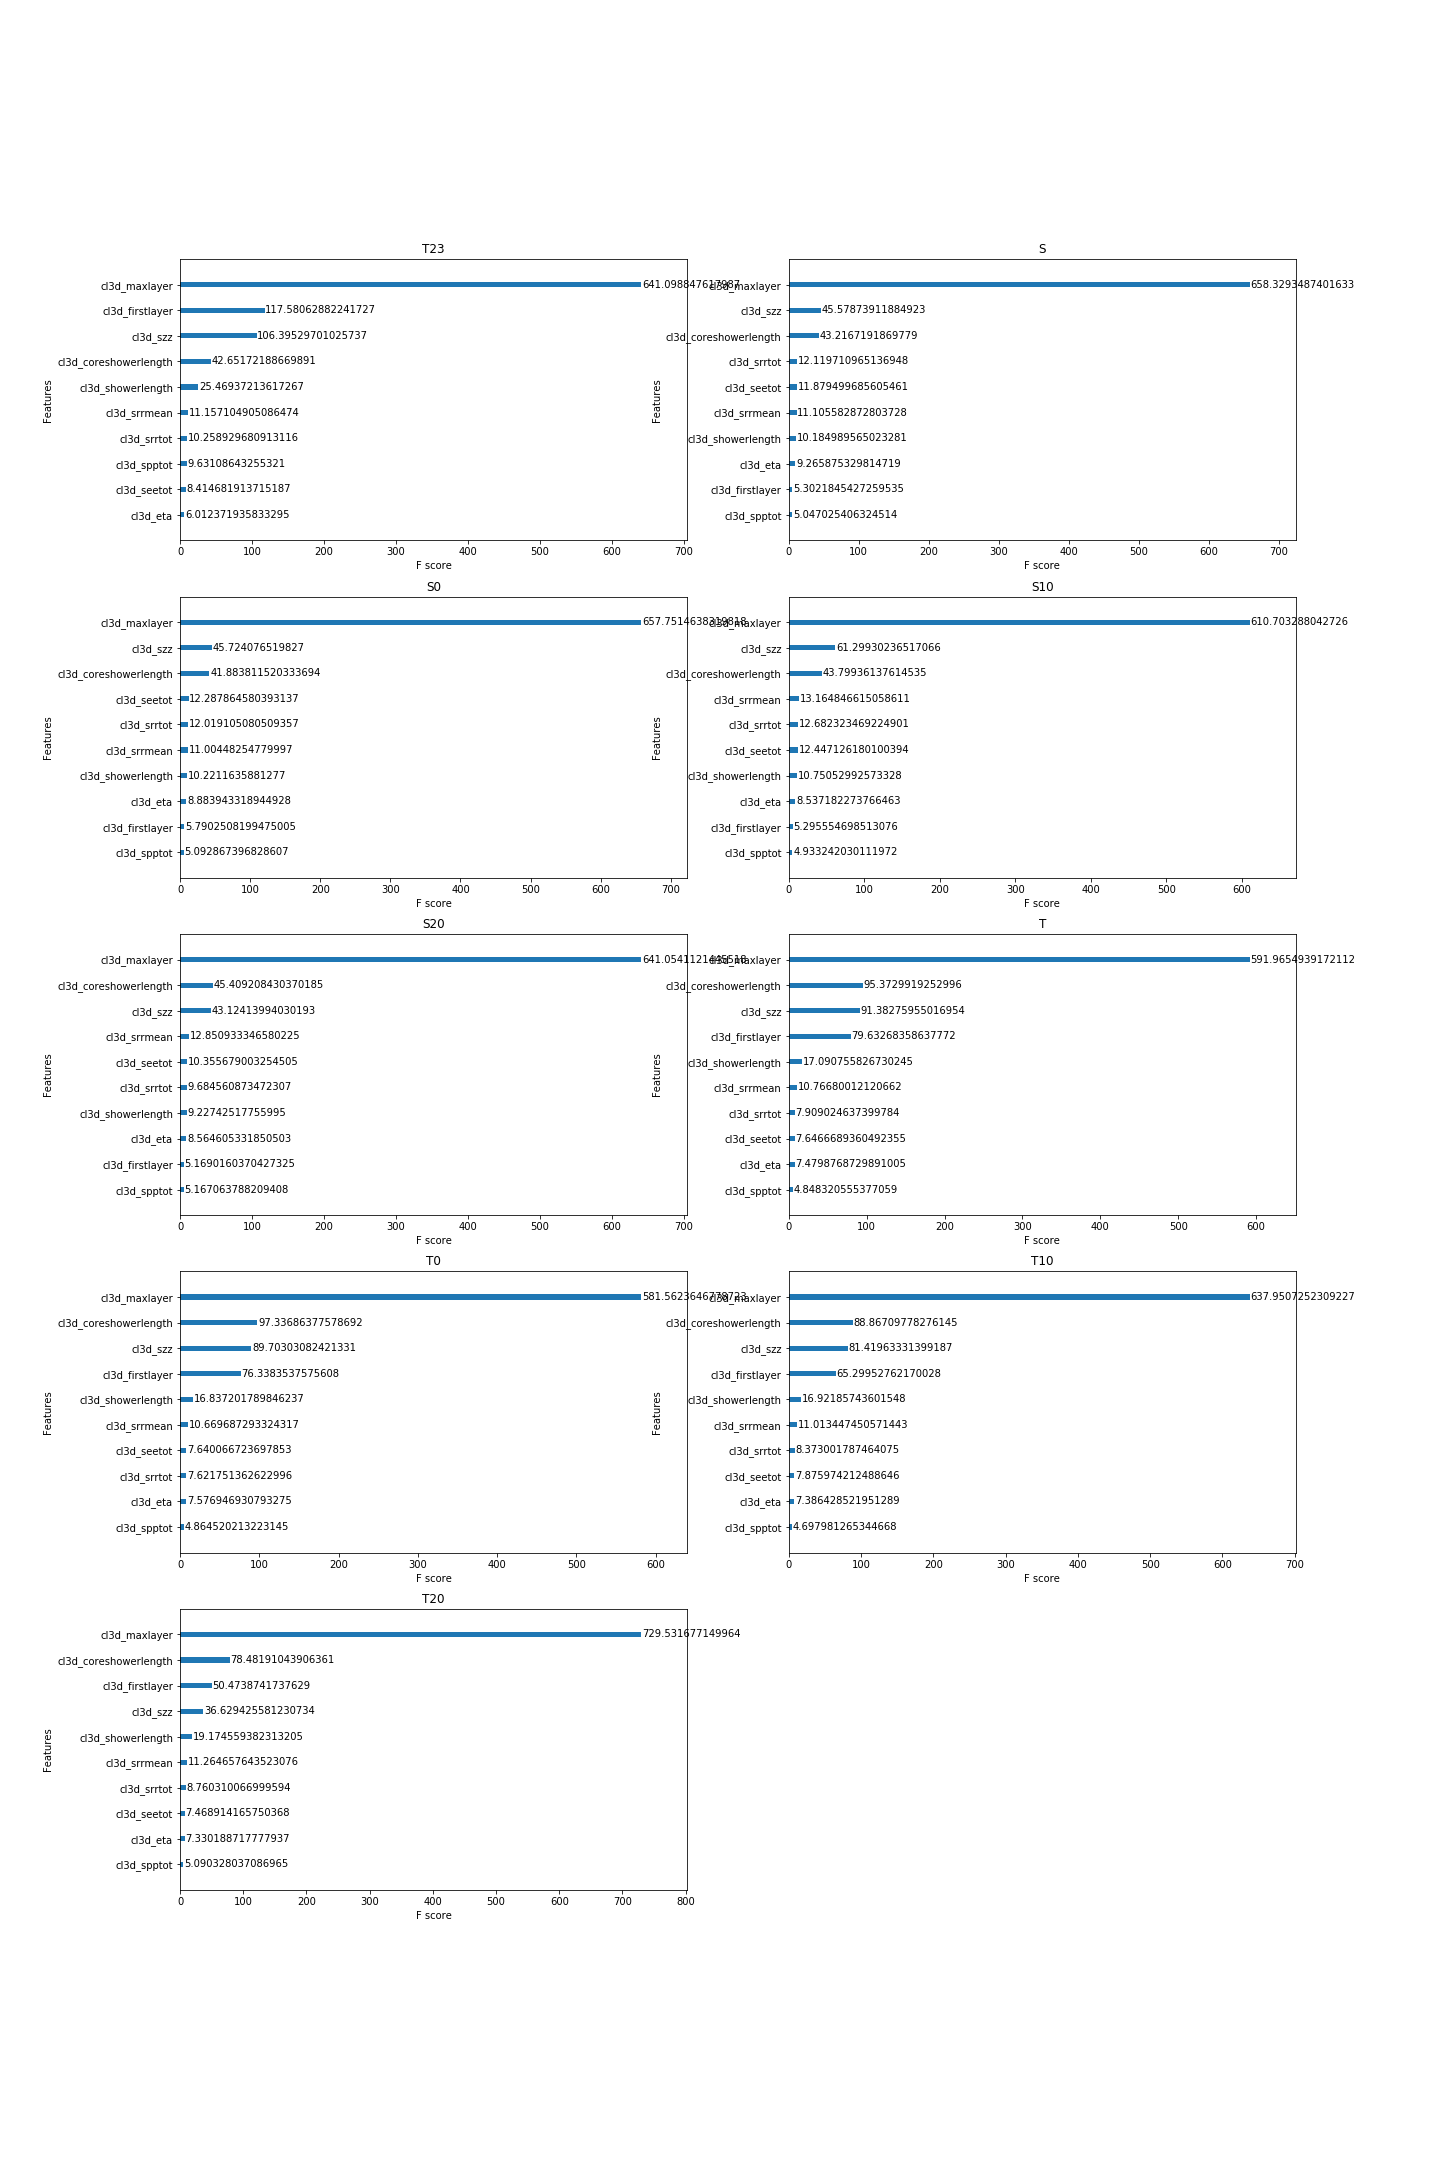 T23
cl3d_maxlayer 641.098847617987
cl3d_firstlayer 117.58062882241727
cl3d_szz 106.39529701025737
cl3d_coreshowerlength 42.65172188669891
cl3d_showerlength 25.46937213617267
cl3d_srrmean 11.157104905086474
cl3d_srrtot 10.258929680913116
cl3d_spptot 9.63108643255321
cl3d_seetot 8.414681913715187
cl3d_eta 6.012371935833295
Features
0 100 200 300 400 500 600 700
F score
S
cl3d_maxlayer 658.3293487401633
cl3d_szz 45.57873911884923
cl3d_coreshowerlength 43.2167191869779
cl3d_srrtot 12.119710965136948
cl3d_seetot 11.879499685605461
cl3d_srrmean 11.105582872803728
cl3d_showerlength 10.184989565023281
cl3d_eta 9.265875329814719
cl3d_firstlayer 5.3021845427259535
cl3d_spptot 5.047025406324514
Features
0 100 200 300 400 500 600 700
F score
S0
cl3d_maxlayer
cl3d_szz 45.724076519827
cl3d_coreshowerlength 41.883811520333694
cl3d_seetot 12.287864580393137
cl3d_srrtot 12.019105080509357
cl3d_srrmean 11.00448254779997
cl3d_showerlength 10.2211635881277
cl3d_eta 8.883943318944928
cl3d_firstlayer 5.7902508199475005
cl3d_spptot 5.092867396828607
Features
0 100 200 300 400 500 600 700
F score
S10
cl3d_maxlayer 610.703288042726
cl3d_szz 61.29930236517066
cl3d_coreshowerlength 43.79936137614535
cl3d_srrmean 13.164846615058611
cl3d_srrtot 12.682323469224901
cl3d_seetot 12.447126180100394
cl3d_showerlength 10.75052992573328
cl3d_eta 8.537182273766463
cl3d_firstlayer 5.295554698513076
cl3d_spptot 4.933242030111972
Features
0 100 200 300 400 500 600
F score
S20
cl3d_maxlayer
cl3d_coreshowerlength 45.409208430370185
cl3d_szz 43.12413994030193
cl3d_srrmean 12.850933346580225
cl3d_seetot 10.355679003254505
cl3d_srrtot 9.684560873472307
cl3d_showerlength 9.22742517755995
cl3d_eta 8.564605331850503
cl3d_firstlayer 5.1690160370427325
cl3d_spptot 5.167063788209408
Features
0 100 200 300 400 500 600 700
F score
T
cl3d_maxlayer 591.9654939172112
cl3d_coreshowerlength 95.3729919252996
cl3d_szz 91.38275955016954
cl3d_firstlayer 79.63268358637772
cl3d_showerlength 17.090755826730245
cl3d_srrmean 10.76680012120662
cl3d_srrtot 7.909024637399784
cl3d_seetot 7.6466689360492355
cl3d_eta 7.4798768729891005
cl3d_spptot 4.848320555377059
Features
0 100 200 300 400 500 600
F score
T0
cl3d_maxlayer
cl3d_coreshowerlength 97.33686377578692
cl3d_szz 89.70303082421331
cl3d_firstlayer 76.3383537575608
cl3d_showerlength 16.837201789846237
cl3d_srrmean 10.669687293324317
cl3d_seetot 7.640066723697853
cl3d_srrtot 7.621751362622996
cl3d_eta 7.576946930793275
cl3d_spptot 4.864520213223145
Features
0 100 200 300 400 500 600
F score
T10
cl3d_maxlayer 637.9507252309227
cl3d_coreshowerlength 88.86709778276145
cl3d_szz 81.41963331399187
cl3d_firstlayer 65.29952762170028
cl3d_showerlength 16.92185743601548
cl3d_srrmean 11.013447450571443
cl3d_srrtot 8.373001787464075
cl3d_seetot 7.875974212488646
cl3d_eta 7.386428521951289
cl3d_spptot 4.697981265344668
Features
0 100 200 300 400 500 600 700
F score
T20
cl3d_maxlayer 729.531677149964
cl3d_coreshowerlength 78.48191043906361
cl3d_firstlayer 50.4738741737629
cl3d_szz 36.629425581230734
cl3d_showerlength 19.174559382313205
cl3d_srrmean 11.264657643523076
cl3d_srrtot 8.760310066999594
cl3d_seetot 7.468914165750368
cl3d_eta 7.330188717777937
cl3d_spptot 5.090328037086965
Features
0 100 200 300 400 500 600 700 800
F score